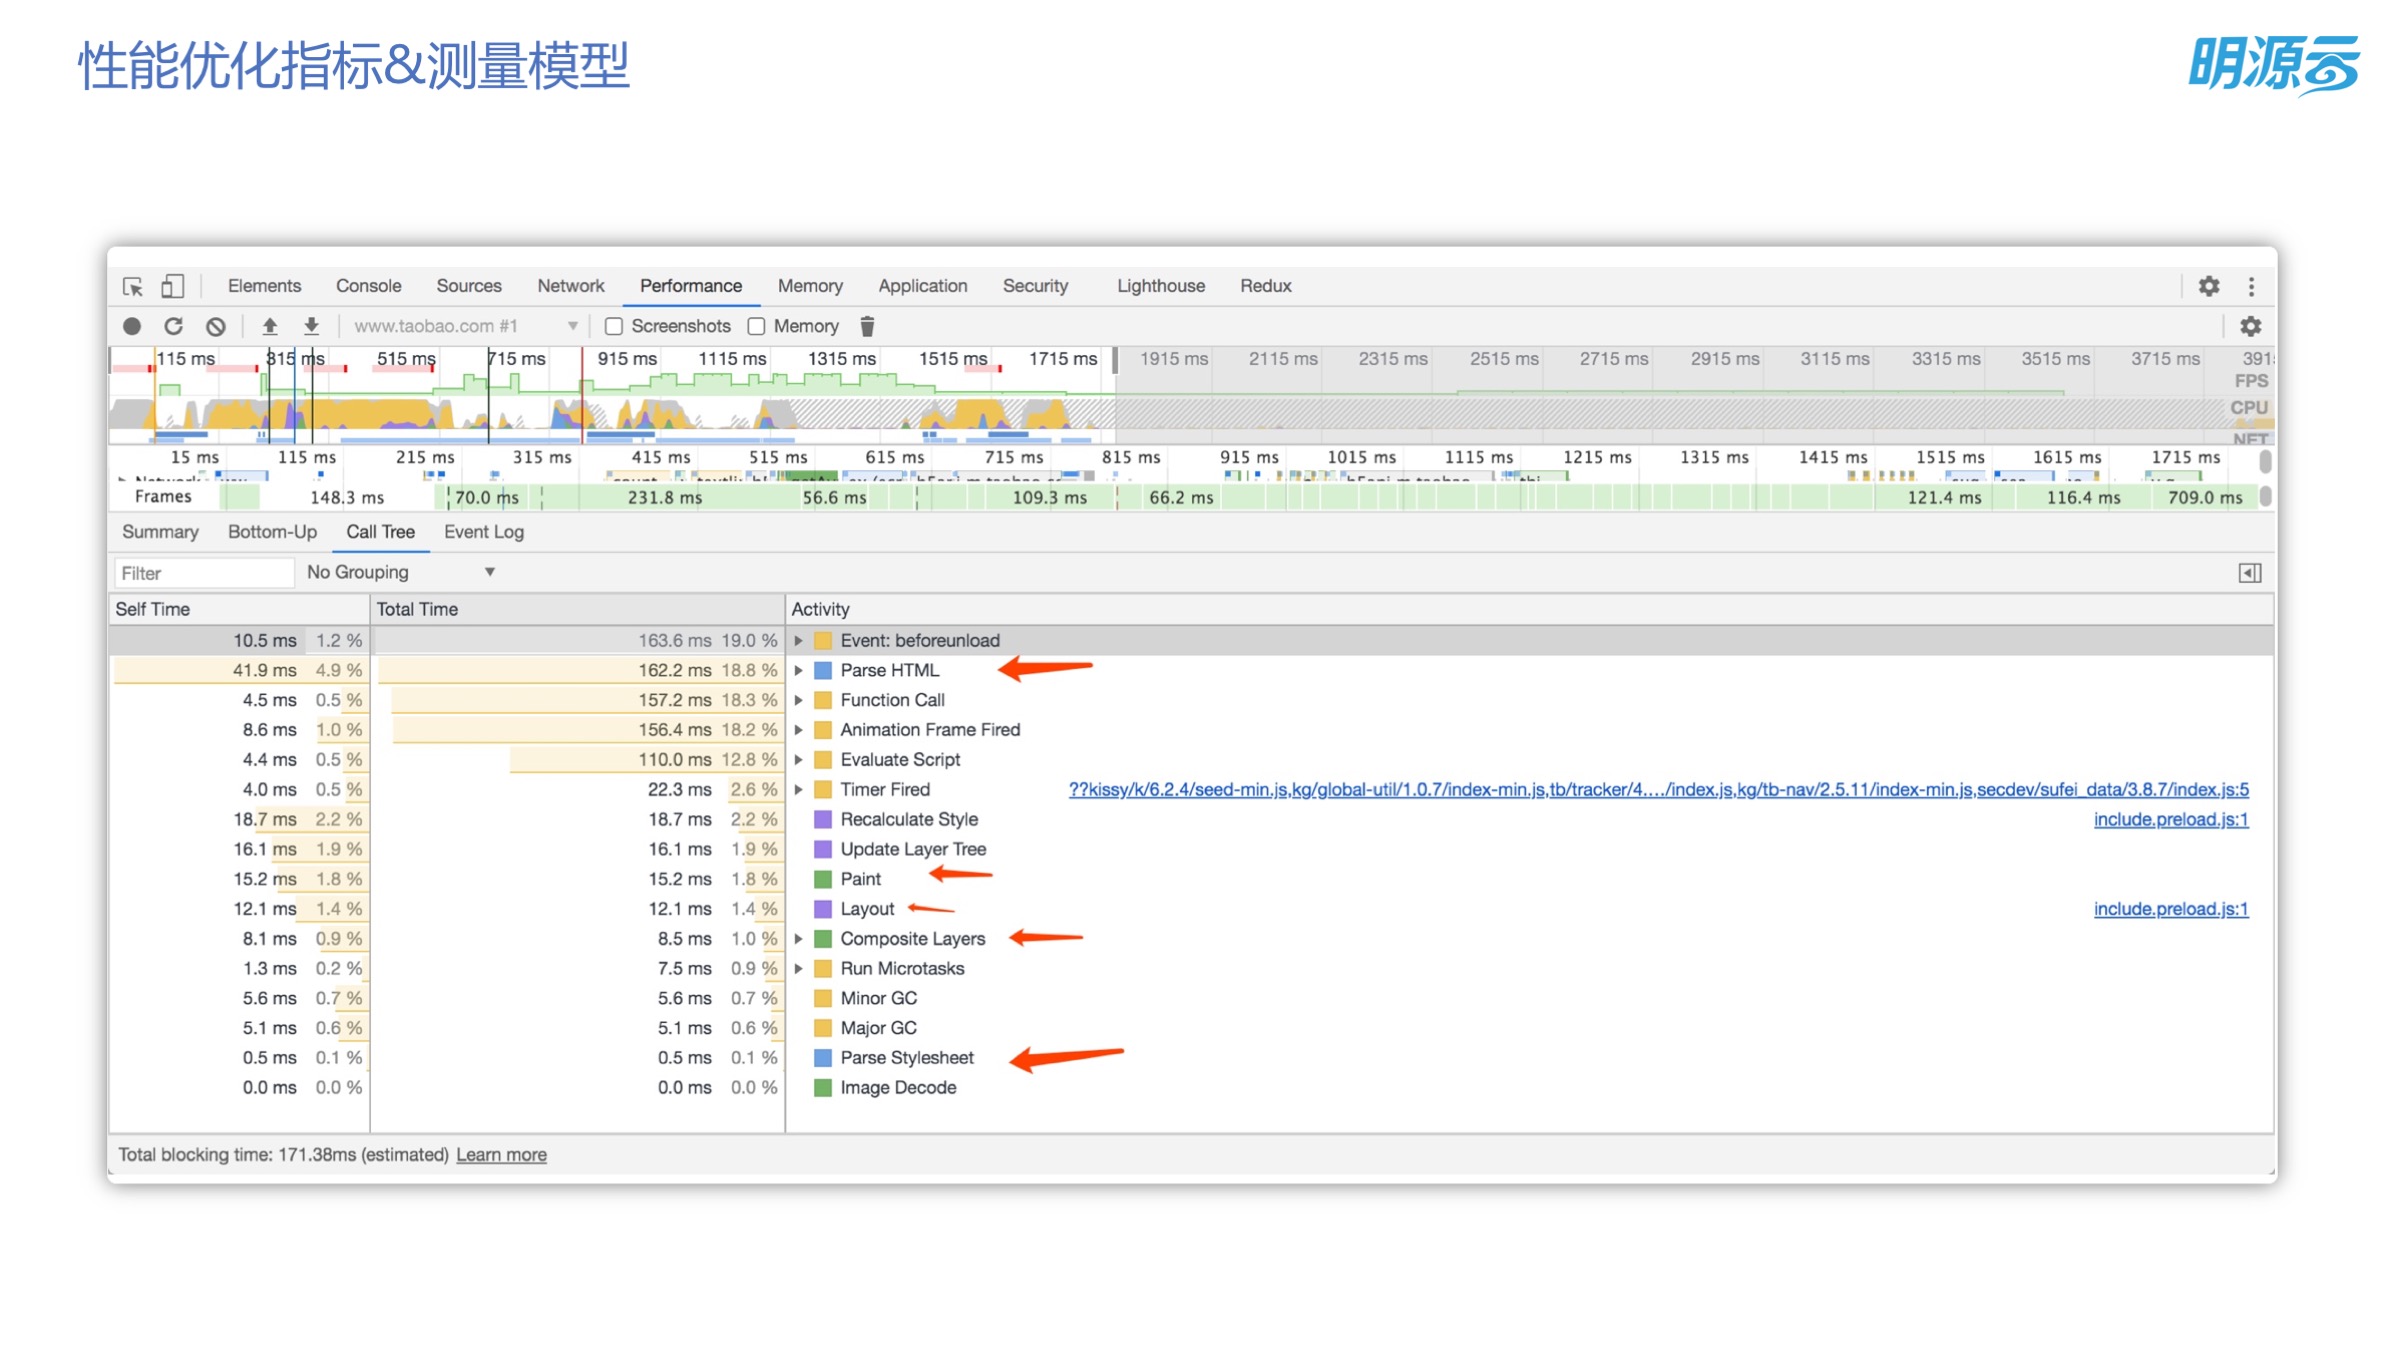 性能优化指标&测量模型
明源云
Elements Console Sources Network Performance Memory Application Security Lighthouse Redux
www.taobao.com #1 Screenshots Memory
115 ms 315 ms 515 ms 715 ms 915 ms 1115 ms 1315 ms 1515 ms 1715 ms 1915 ms 2115 ms 2315 ms 2515 ms 2715 ms 2915 ms 3115 ms 3315 ms 3515 ms 3715 ms 391
FPS
CPU
NET
15 ms 115 ms 215 ms 315 ms 415 ms 515 ms 615 ms 715 ms 815 ms 915 ms 1015 ms 1115 ms 1215 ms 1315 ms 1415 ms 1515 ms 1615 ms 1715 ms
Frames 148.3 ms 70.0 ms 231.8 ms 56.6 ms 109.3 ms 66.2 ms 121.4 ms 116.4 ms 709.0 ms
Summary Bottom-Up Call Tree Event Log
Filter No Grouping
Self Time Total Time Activity
10.5 ms 1.2 % 163.6 ms 19.0 % Event: beforeunload
41.9 ms 4.9 % 162.2 ms 18.8 % Parse HTML
4.5 ms 0.5 % 157.2 ms 18.3 % Function Call
8.6 ms 1.0 % 156.4 ms 18.2 % Animation Frame Fired
4.4 ms 0.5 % 110.0 ms 12.8 % Evaluate Script
4.0 ms 0.5 % 22.3 ms 2.6 % Timer Fired ??kissy/k/6.2.4/seed-min.js,kg/global-util/1.0.7/index-min.js,tb/tracker/4.…/index.js,kg/tb-nav/2.5.11/index-min.js,secdev/sufei_data/3.8.7/index.js:5
18.7 ms 2.2 % 18.7 ms 2.2 % Recalculate Style include.preload.js:1
16.1 ms 1.9 % 16.1 ms 1.9 % Update Layer Tree
15.2 ms 1.8 % 15.2 ms 1.8 % Paint
12.1 ms 1.4 % 12.1 ms 1.4 % Layout include.preload.js:1
8.1 ms 0.9 % 8.5 ms 1.0 % Composite Layers
1.3 ms 0.2 % 7.5 ms 0.9 % Run Microtasks
5.6 ms 0.7 % 5.6 ms 0.7 % Minor GC
5.1 ms 0.6 % 5.1 ms 0.6 % Major GC
0.5 ms 0.1 % 0.5 ms 0.1 % Parse Stylesheet
0.0 ms 0.0 % 0.0 ms 0.0 % Image Decode
Total blocking time: 171.38ms (estimated) Learn more